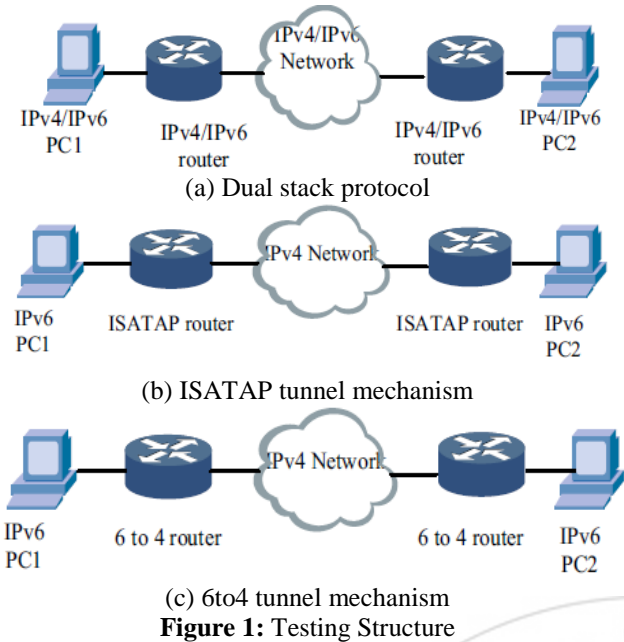 IPv4/IPv6
Network
IPv4/IPv6
PC1
IPv4/IPv6
router
IPv4/IPv6
router
IPv4/IPv6
PC2
(a) Dual stack protocol
IPv4 Network
IPv6
PC1
ISATAP router
ISATAP router
IPv6
PC2
(b) ISATAP tunnel mechanism
IPv4 Network
IPv6
PC1
6 to 4 router
6 to 4 router
IPv6
PC2
(c) 6to4 tunnel mechanism
Figure 1: Testing Structure